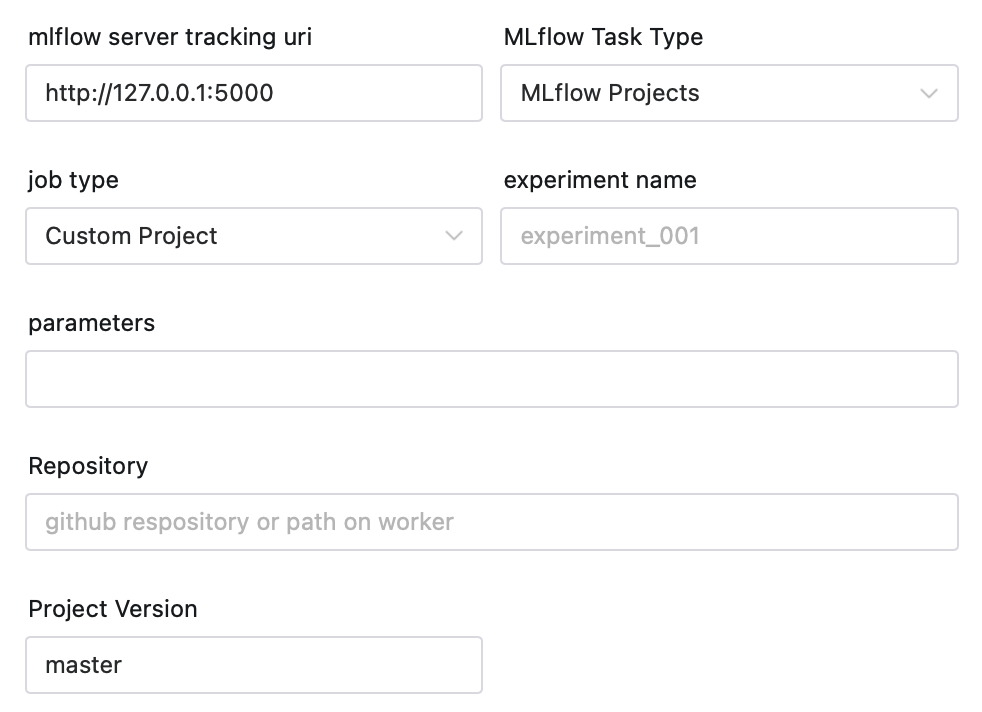 mlflow server tracking uri
MLflow Task Type
http://127.0.0.1:5000
MLflow Projects
job type
experiment name
Custom Project
experiment_001
parameters
Repository
github respository or path on worker
Project Version
master